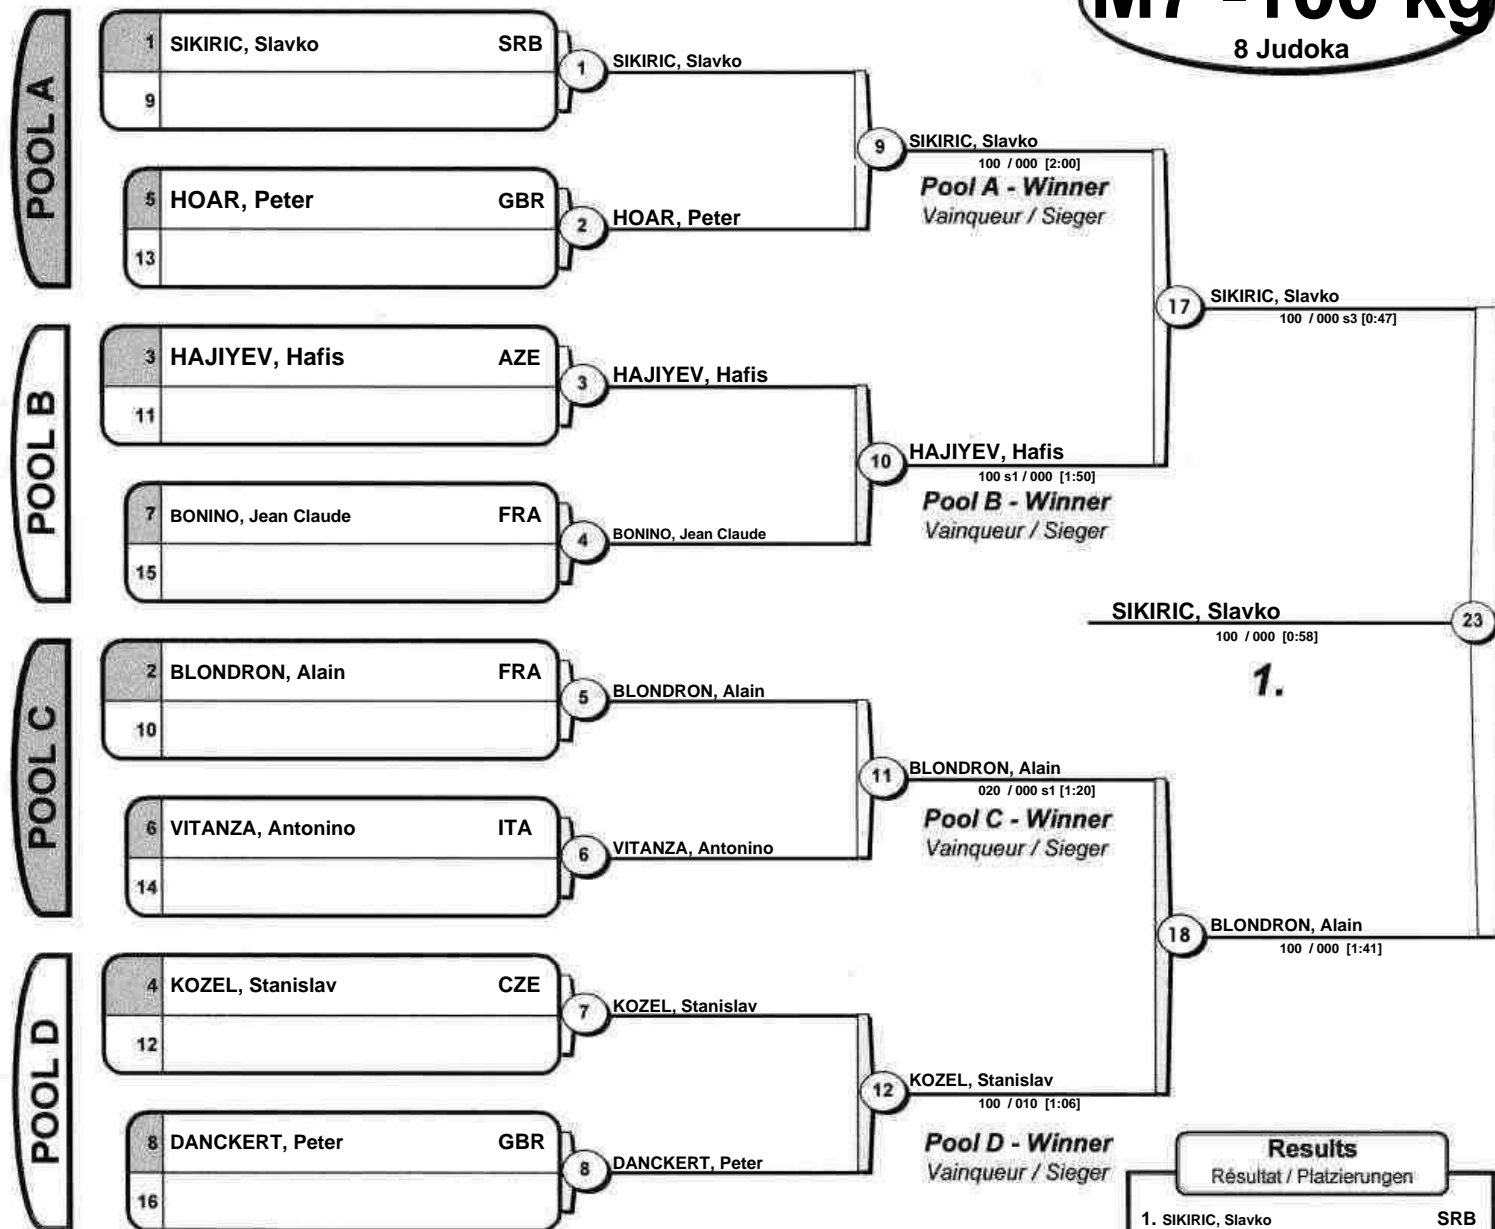 M7 -100 kg
8 Judoka
POOL A
1 SIKIRIC, Slavko SRB
9
1 SIKIRIC, Slavko
5 HOAR, Peter GBR
13
2 HOAR, Peter
9 SIKIRIC, Slavko
100 / 000 [2:00]
Pool A - Winner
Vainqueur / Sieger
POOL B
3 HAJIYEV, Hafis AZE
11
3 HAJIYEV, Hafis
7 BONINO, Jean Claude FRA
15
4 BONINO, Jean Claude
10 HAJIYEV, Hafis
100 s1 / 000 [1:50]
Pool B - Winner
Vainqueur / Sieger
17 SIKIRIC, Slavko
100 / 000 s3 [0:47]
SIKIRIC, Slavko 23
100 / 000 [0:58]
1.
POOL C
2 BLONDRON, Alain FRA
10
5 BLONDRON, Alain
6 VITANZA, Antonino ITA
14
6 VITANZA, Antonino
11 BLONDRON, Alain
020 / 000 s1 [1:20]
Pool C - Winner
Vainqueur / Sieger
18 BLONDRON, Alain
100 / 000 [1:41]
POOL D
4 KOZEL, Stanislav CZE
12
7 KOZEL, Stanislav
8 DANCKERT, Peter GBR
16
8 DANCKERT, Peter
12 KOZEL, Stanislav
100 / 010 [1:06]
Pool D - Winner
Vainqueur / Sieger
Results
Résultat / Platzierungen
1. SIKIRIC, Slavko SRB